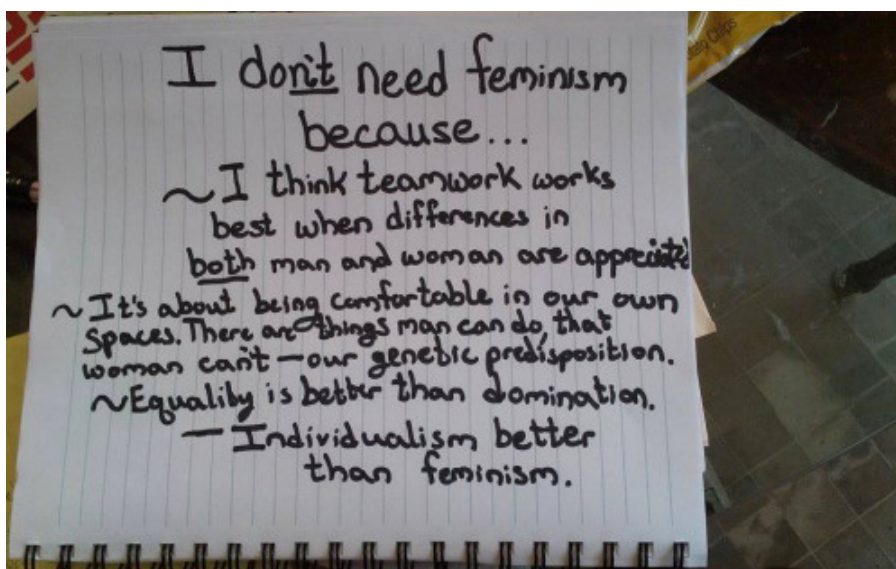 I don't need feminism
because...
~I think teamwork works
best when differences in
both man and woman are appreciated
~It's about being comfortable in our own
spaces. There are things man can do, that
woman can't—our genetic predisposition.
~Equality is better than domination.
—Individualism better
than feminism.
Chips